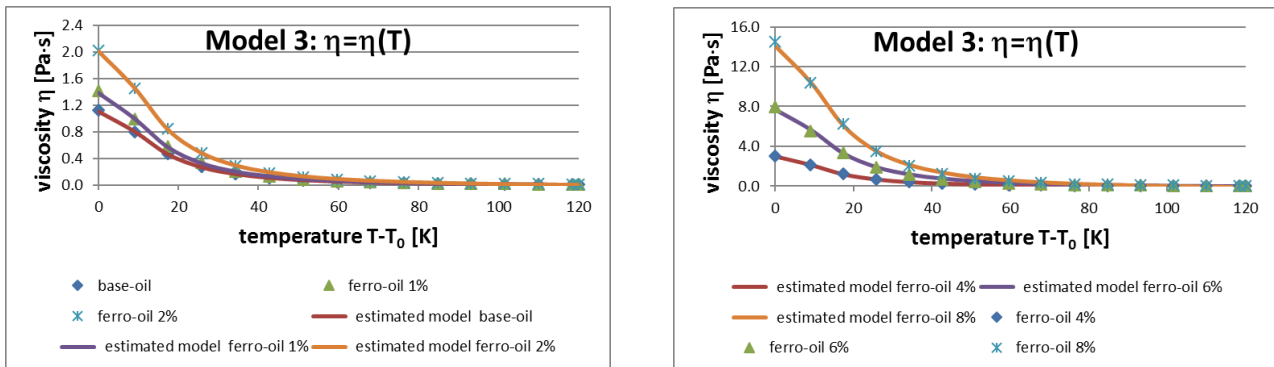 Model 3: η=η(T)
viscosity η [Pa·s]
2.4
2.0
1.6
1.2
0.8
0.4
0.0
0 20 40 60 80 100 120
temperature T-T₀ [K]
base-oil ferro-oil 1%
ferro-oil 2% estimated model base-oil
estimated model ferro-oil 1% estimated model ferro-oil 2%
Model 3: η=η(T)
viscosity η [Pa·s]
16.0
12.0
8.0
4.0
0.0
0 20 40 60 80 100 120
temperature T-T₀ [K]
estimated model ferro-oil 4% estimated model ferro-oil 6%
estimated model ferro-oil 8% ferro-oil 4%
ferro-oil 6% ferro-oil 8%